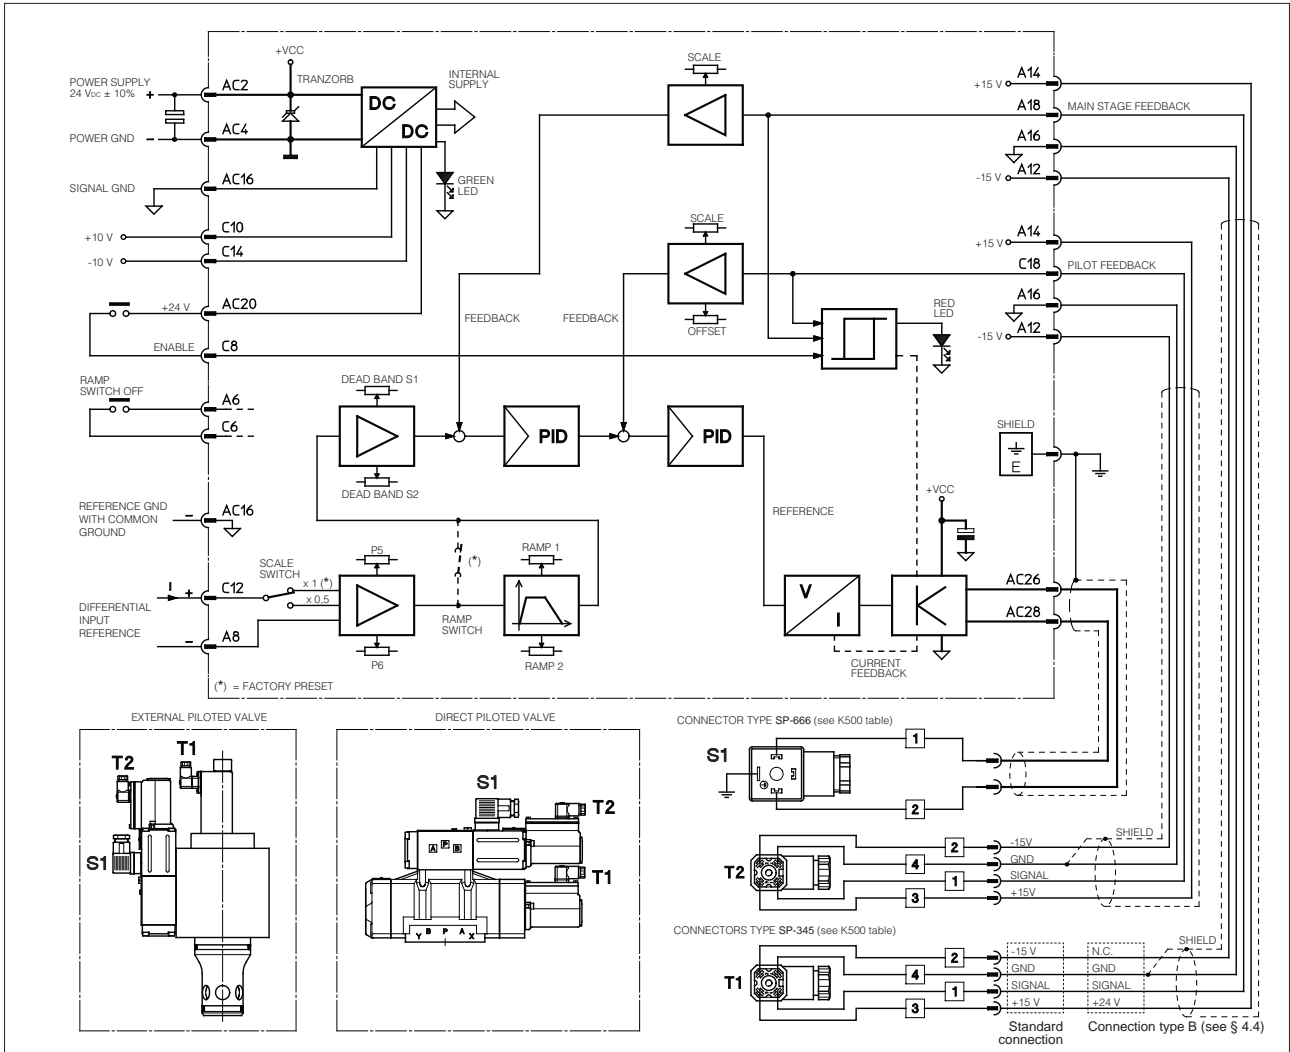 +VCC
POWER SUPPLY
24 VDC ± 10%
+
AC2
TRANZORB
DC
DC
INTERNAL
SUPPLY
POWER GND
-
AC4
SIGNAL GND
AC16
GREEN
LED
+10 V
C10
-10 V
C14
+24 V
AC20
ENABLE
C8
RAMP
SWITCH OFF
A6
C6
SCALE
SCALE
OFFSET
FEEDBACK
FEEDBACK
RED
LED
+15 V
A14
A18
MAIN STAGE FEEDBACK
A16
-15 V
A12
+15 V
A14
C18
PILOT FEEDBACK
A16
-15 V
A12
DEAD BAND S1
DEAD BAND S2
PID
PID
SHIELD
E
REFERENCE GND
WITH COMMON
GROUND
-
AC16
+VCC
REFERENCE
SCALE
SWITCH
P5
(*)
RAMP 1
I
+
C12
x 1 (*)
x 0,5
DIFFERENTIAL
INPUT
REFERENCE
-
A8
P6
RAMP
SWITCH
RAMP 2
V
I
AC26
AC28
CURRENT
FEEDBACK
(*) = FACTORY PRESET
EXTERNAL PILOTED VALVE
T1
T2
S1
DIRECT PILOTED VALVE
S1
T2
T1
A P B
Y B P A X
CONNECTOR TYPE SP-666 (see K500 table)
S1
1
2
T2
2 -15V
4 GND
1 SIGNAL
3 +15V
SHIELD
CONNECTORS TYPE SP-345 (see K500 table)
T1
2 -15 V N.C.
4 GND GND
1 SIGNAL SIGNAL
3 +15 V +24 V
SHIELD
Standard
connection
Connection type B (see § 4.4)